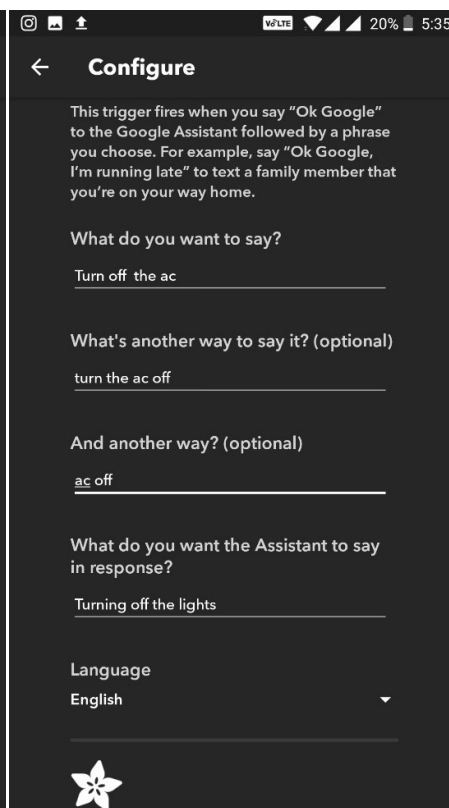 VoLTE 20% 5:35
Configure
This trigger fires when you say “Ok Google”
to the Google Assistant followed by a phrase
you choose. For example, say “Ok Google,
I’m running late” to text a family member that
you’re on your way home.
What do you want to say?
Turn off the ac
What's another way to say it? (optional)
turn the ac off
And another way? (optional)
ac off
What do you want the Assistant to say
in response?
Turning off the lights
Language
English